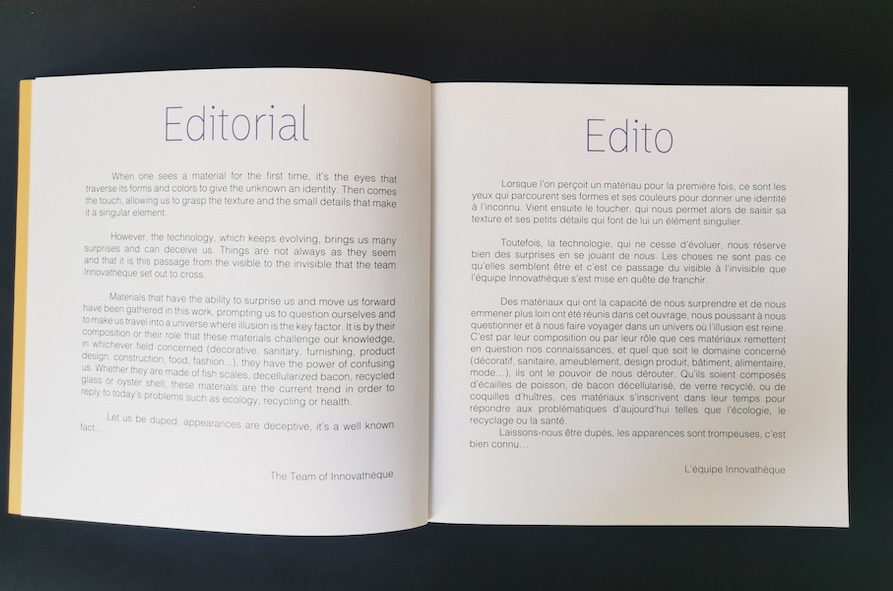 Editorial
When one sees a material for the first time, it's the eyes that
traverse its forms and colors to give the unknown an identity. Then comes
the touch, allowing us to grasp the texture and the small details that make
it a singular element.
However, the technology, which keeps evolving, brings us many
surprises and can deceive us. Things are not always as they seem
and that it is this passage from the visible to the invisible that the team
Innovathèque set out to cross.
Materials that have the ability to surprise us and move us forward
have been gathered in this work, prompting us to question ourselves and
to make us travel into a universe where illusion is the key factor. It is by their
composition or their role that these materials challenge our knowledge,
in whichever field concerned (decorative, sanitary, furnishing, product
design, construction, food, fashion...), they have the power of confusing
us. Whether they are made of fish scales, decellularized bacon, recycled
glass or oyster shell, these materials are the current trend in order to
reply to today's problems such as ecology, recycling or health.
Let us be duped, appearances are deceptive, it's a well known
fact...
The Team of Innovathèque
Edito
Lorsque l'on perçoit un matériau pour la première fois, ce sont les
yeux qui parcourent ses formes et ses couleurs pour donner une identité
à l'inconnu. Vient ensuite le toucher, qui nous permet alors de saisir sa
texture et ses petits détails qui font de lui un élément singulier.
Toutefois, la technologie, qui ne cesse d'évoluer, nous réserve
bien des surprises en se jouant de nous. Les choses ne sont pas ce
qu'elles semblent être et c'est ce passage du visible à l'invisible que
l'équipe Innovathèque s'est mise en quête de franchir.
Des matériaux qui ont la capacité de nous surprendre et de nous
emmener plus loin ont été réunis dans cet ouvrage, nous poussant à nous
questionner et à nous faire voyager dans un univers où l'illusion est reine.
C'est par leur composition ou par leur rôle que ces matériaux remettent
en question nos connaissances, et quel que soit le domaine concerné
(décoratif, sanitaire, ameublement, design produit, bâtiment, alimentaire,
mode...), ils ont le pouvoir de nous dérouter. Qu'ils soient composés
d'écailles de poisson, de bacon décellularisé, de verre recyclé, ou de
coquilles d'huîtres, ces matériaux s'inscrivent dans leur temps pour
répondre aux problématiques d'aujourd'hui telles que l'écologie, le
recyclage ou la santé.
Laissons-nous être dupés, les apparences sont trompeuses, c'est
bien connu...
L'équipe Innovathèque